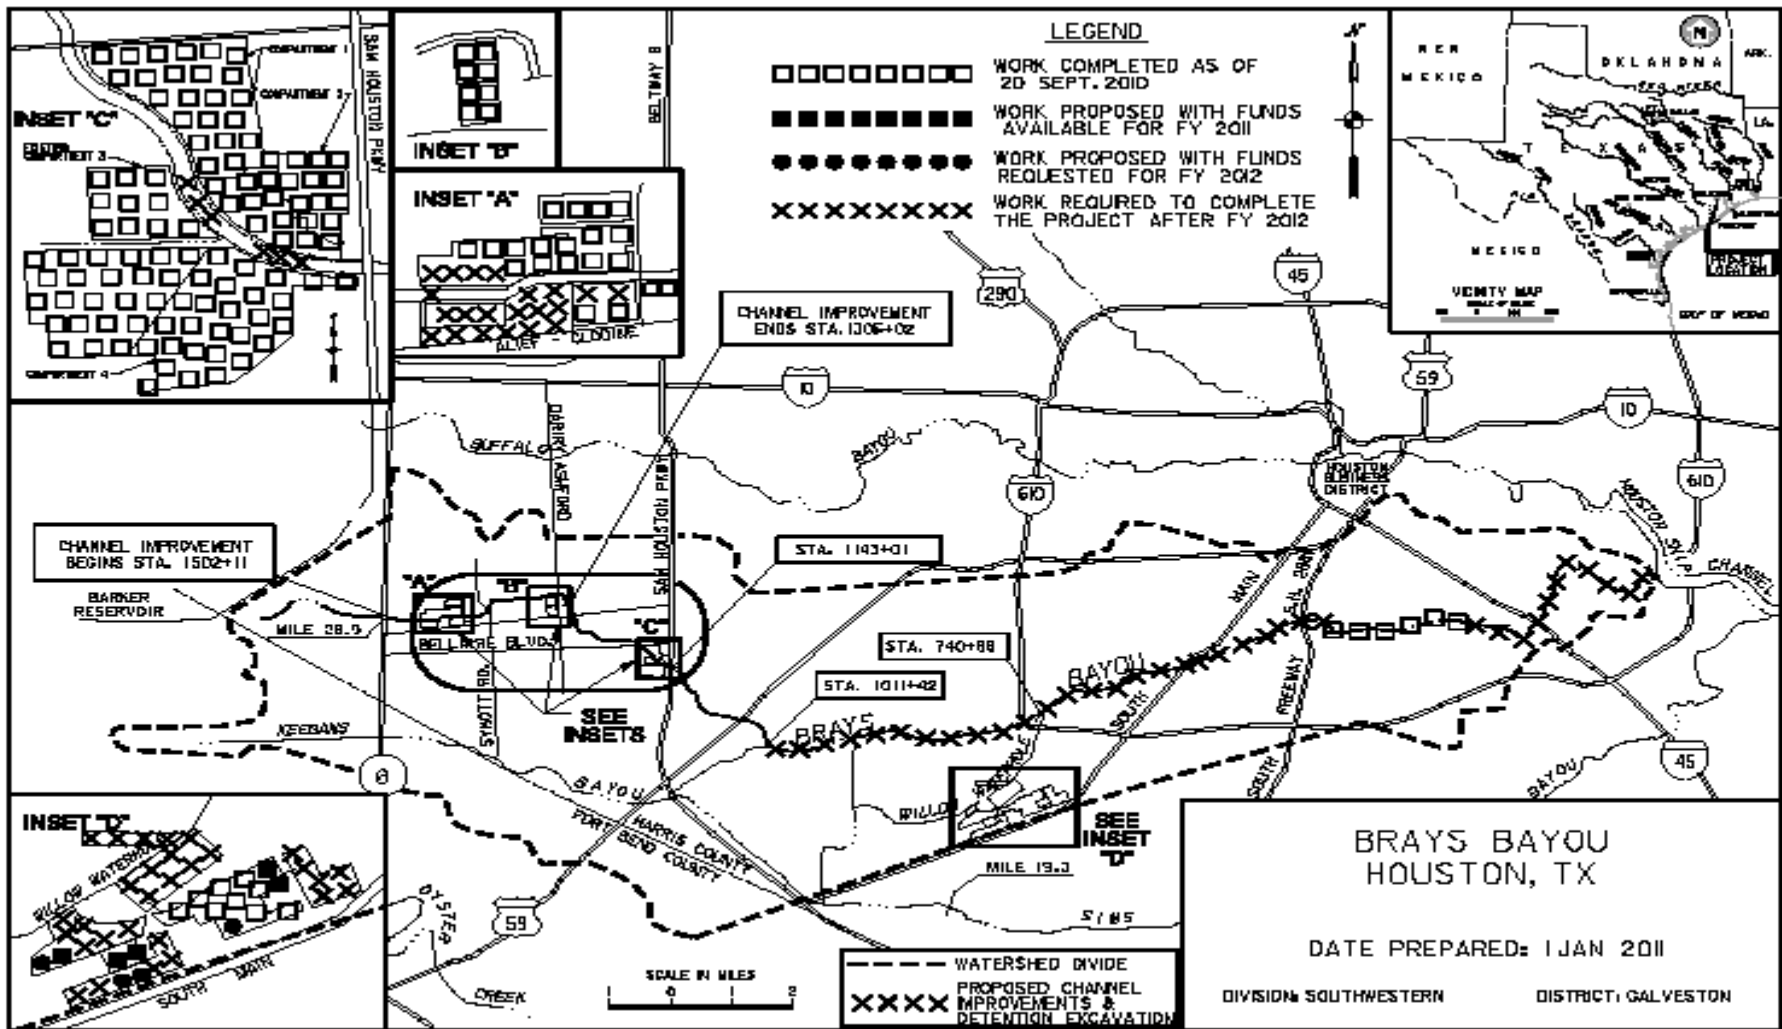 INSET "C"
COMPARTMENT 1
COMPARTMENT 2
COMPARTMENT 3
COMPARTMENT 4
SAM HOUSTON PKWY
INSET "B"
BELTWAY 8
INSET "A"
LEGEND
WORK COMPLETED AS OF
20 SEPT. 2010
WORK PROPOSED WITH FUNDS
AVAILABLE FOR FY 2011
WORK PROPOSED WITH FUNDS
REQUESTED FOR FY 2012
WORK REQUIRED TO COMPLETE
THE PROJECT AFTER FY 2012
N
N
NEW
MEXICO
OKLAHOMA
ARK.
LA.
TEXAS
MEXICO
VICINITY MAP
PROJECT
LOCATION
GULF OF MEXICO
CHANNEL IMPROVEMENT
ENDS STA. 1306+02
290
45
59
10
10
610
610
BUFFALO
BAYOU
DAIRY ASHFORD
SAM HOUSTON PKWY
HOUSTON
BUSINESS
DISTRICT
HOUSTON SHIP CHANNEL
CHANNEL IMPROVEMENT
BEGINS STA. 1502+11
BARKER
RESERVOIR
MILE 28.9
"A"
"B"
"C"
BELLAIRE BLVD.
SYNOTT RD.
SEE
INSETS
STA. 1143+01
STA. 740+88
STA. 1011+42
BRAYS
BAYOU
SOUTH
MAIN
SOUTH
FREEWAY
KEEGANS
BAYOU
HARRIS COUNTY
FORT BEND COUNTY
6
59
45
BAYOU
WILLOW
SEE
INSET
"D"
MILE 19.3
SIMS
INSET "D"
SOUTH MAIN
OYSTER
CREEK
SCALE IN MILES
1 0 2
WATERSHED DIVIDE
PROPOSED CHANNEL
IMPROVEMENTS &
DETENTION EXCAVATION
BRAYS BAYOU
HOUSTON, TX
DATE PREPARED: 1 JAN 2011
DIVISION: SOUTHWESTERN
DISTRICT: GALVESTON